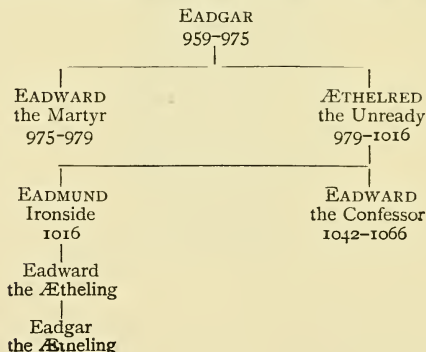 EADGAR
959–975
EADWARD
the Martyr
975–979
ÆTHELRED
the Unready
979–1016
EADMUND
Ironside
1016
EADWARD
the Confessor
1042–1066
Eadward
the Ætheling
Eadgar
the Ætneling